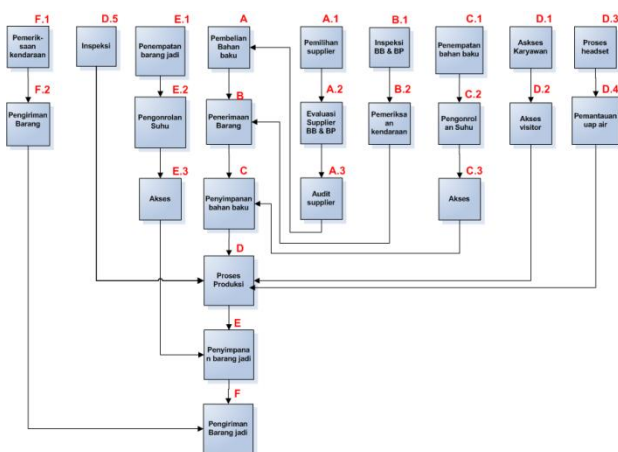 F.1
D.5
E.1
A
A.1
B.1
C.1
D.1
D.3
Pemerik-
saan
kendaraan
Inspeksi
Penempatan
barang jadi
Pembelian
Bahan
baku
Pemilihan
supplier
Inspeksi
BB & BP
Penempatan
bahan baku
Askses
Karyawan
Proses
headset
F.2
E.2
B
A.2
B.2
C.2
D.2
D.4
Pengiriman
Barang
Pengonrolan
Suhu
Penerimaan
Barang
Evaluasi
Supplier
BB & BP
Pemeriksa
an
kendaraan
Pengonrol
an Suhu
Akses
visitor
Pemantauan
uap air
E.3
C
A.3
C.3
Akses
Penyimpanan
bahan baku
Audit
supplier
Akses
D
Proses
Produksi
E
Penyimpana
n barang jadi
F
Pengiriman
Barang jadi